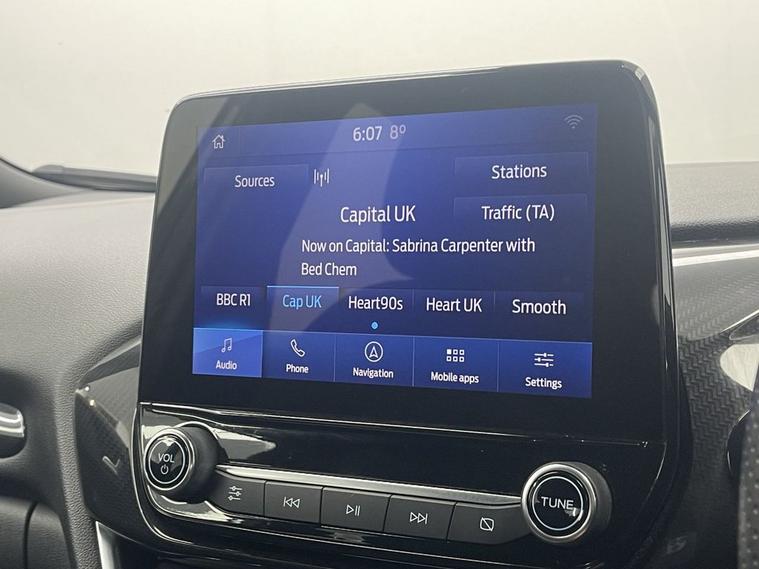 6:07 8º
Sources
Stations
Capital UK
Traffic (TA)
Now on Capital: Sabrina Carpenter with
Bed Chem
BBC R1 Cap UK Heart90s Heart UK Smooth
Audio Phone Navigation Mobile apps Settings
VOL
TUNE